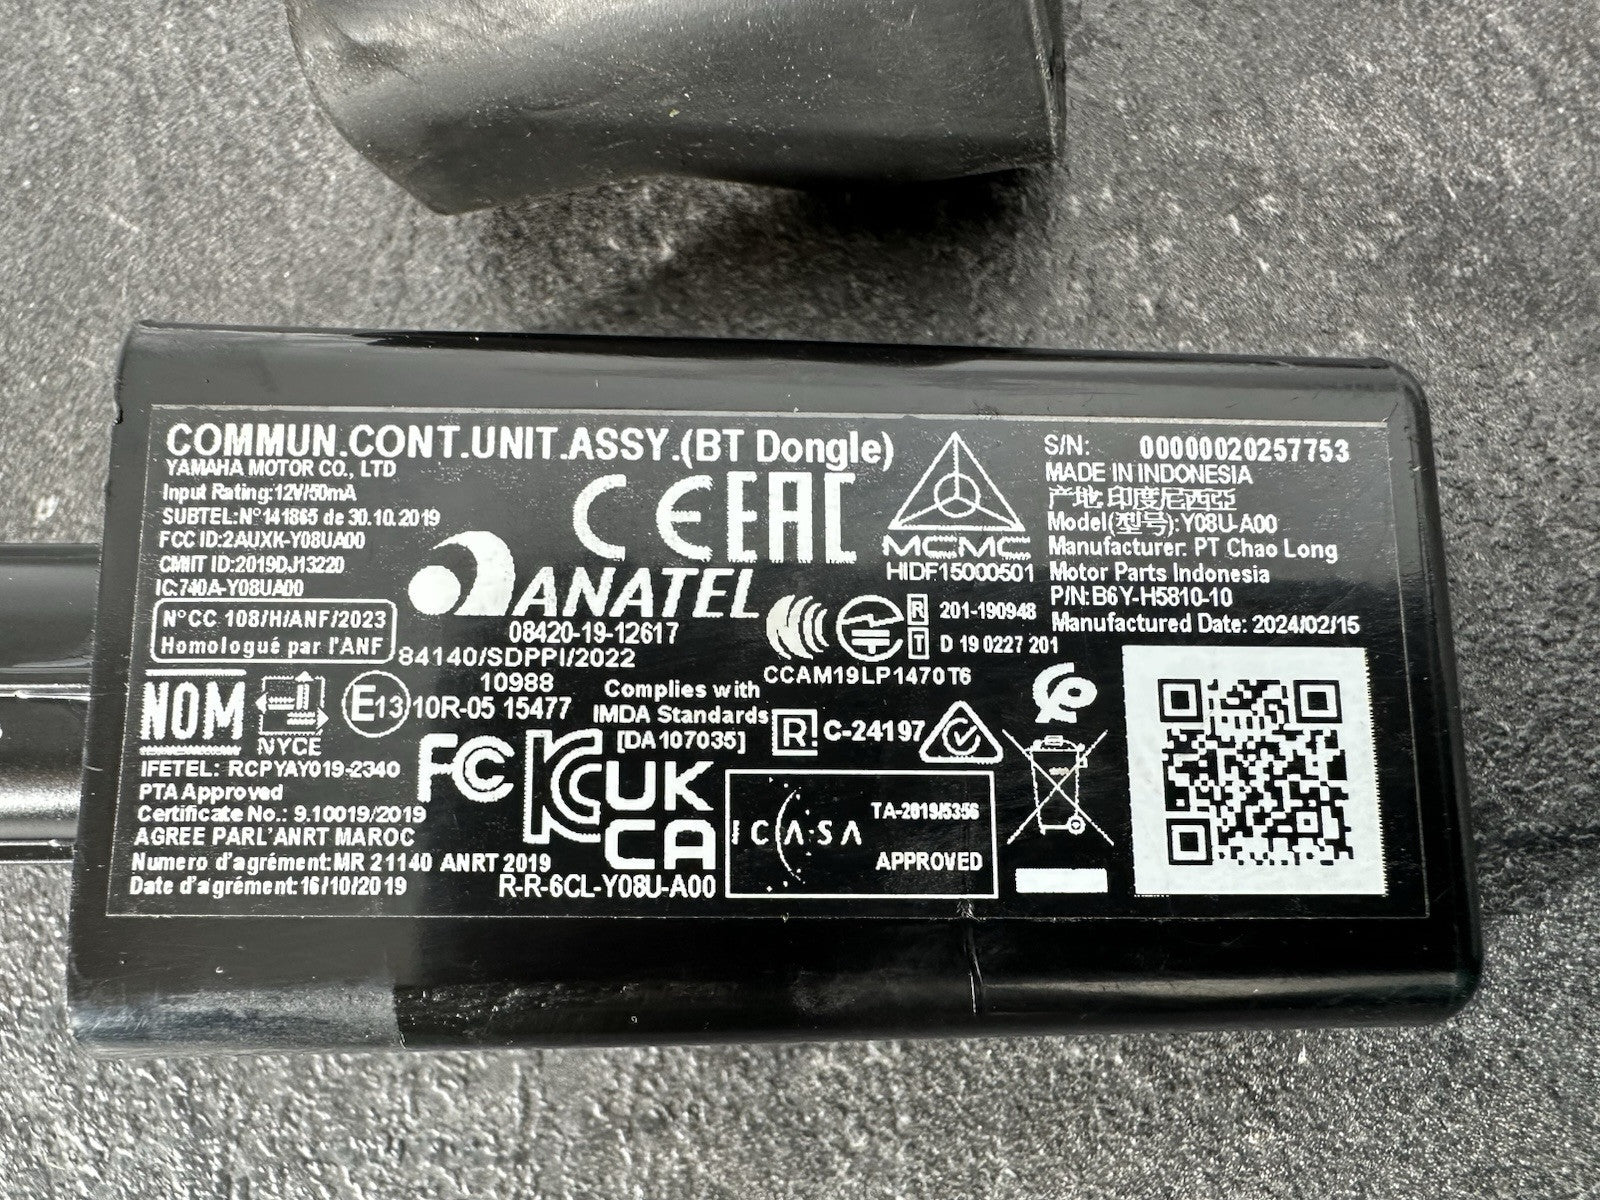 COMMUN.CONT.UNIT.ASSY.(BT Dongle)
YAMAHA MOTOR CO., LTD
Input Rating:12V/50mA
SUBTEL:N°141865 de 30.10.2019
FCC ID:2AUXK-Y08UA00
CMIIT ID:2019DJ13220
IC:740A-Y08UA00
N°CC 108/H/ANF/2023
Homologué par l'ANF
CE EAC
ANATEL
08420-19-12617
84140/SDPPI/2022
10988
MCMC
HIDF15000501
R 201-190948
T D 19 0227 201
CCAM19LP1470T6
S/N: 00000020257753
MADE IN INDONESIA
产地:印度尼西亞
Model(型号):Y08U-A00
Manufacturer: PT Chao Long
Motor Parts Indonesia
P/N:B6Y-H5810-10
Manufactured Date: 2024/02/15
NOM
NYCE
E13 10R-05 15477
Complies with
IMDA Standards
[DA107035]
R! C-24197
IFETEL: RCPYAY019-2340
PTA Approved
Certificate No.: 9.10019/2019
AGREE PAR L'ANRT MAROC
Numero d'agrément:MR 21140 ANRT 2019
Date d'agrément:16/10/2019
FC
KC
UK
CA
R-R-6CL-Y08U-A00
ICASA
TA-2019/5356
APPROVED